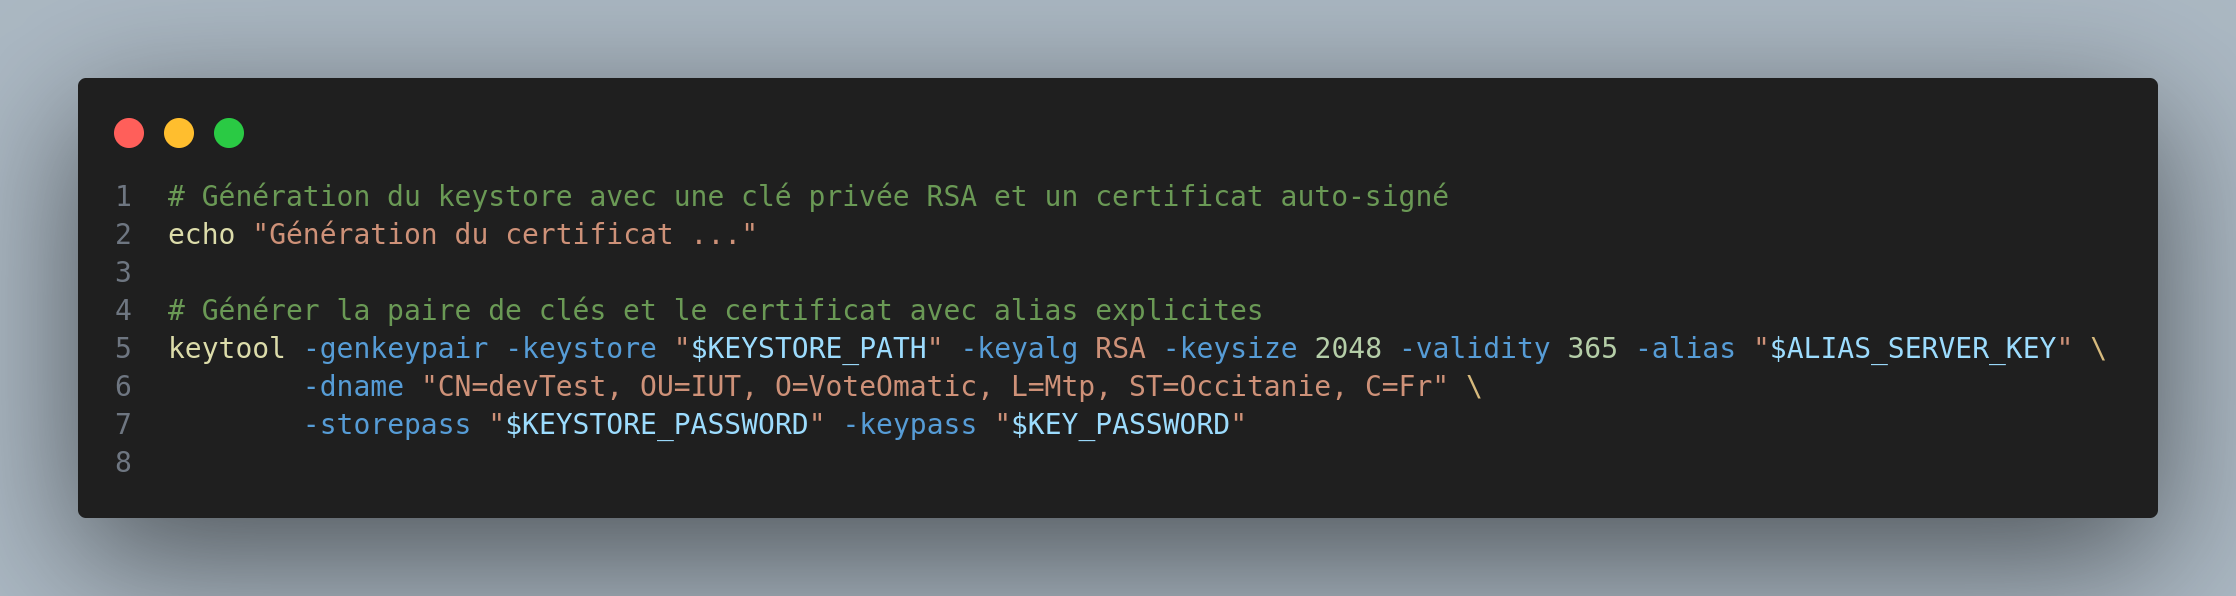 1 # Génération du keystore avec une clé privée RSA et un certificat auto-signé
2 echo "Génération du certificat ..."
3
4 # Générer la paire de clés et le certificat avec alias explicites
5 keytool -genkeypair -keystore "$KEYSTORE_PATH" -keyalg RSA -keysize 2048 -validity 365 -alias "$ALIAS_SERVER_KEY" \
6         -dname "CN=devTest, OU=IUT, O=VoteOmatic, L=Mtp, ST=Occitanie, C=Fr" \
7         -storepass "$KEYSTORE_PASSWORD" -keypass "$KEY_PASSWORD"
8